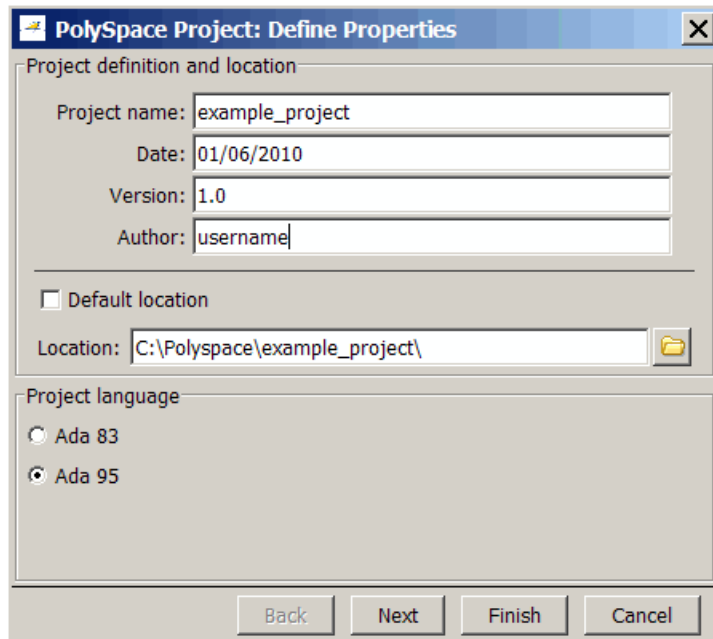 PolySpace Project: Define Properties
Project definition and location
Project name: example_project
Date: 01/06/2010
Version: 1.0
Author: username
Default location
Location: C:\Polyspace\example_project\
Project language
Ada 83
Ada 95
Back Next Finish Cancel